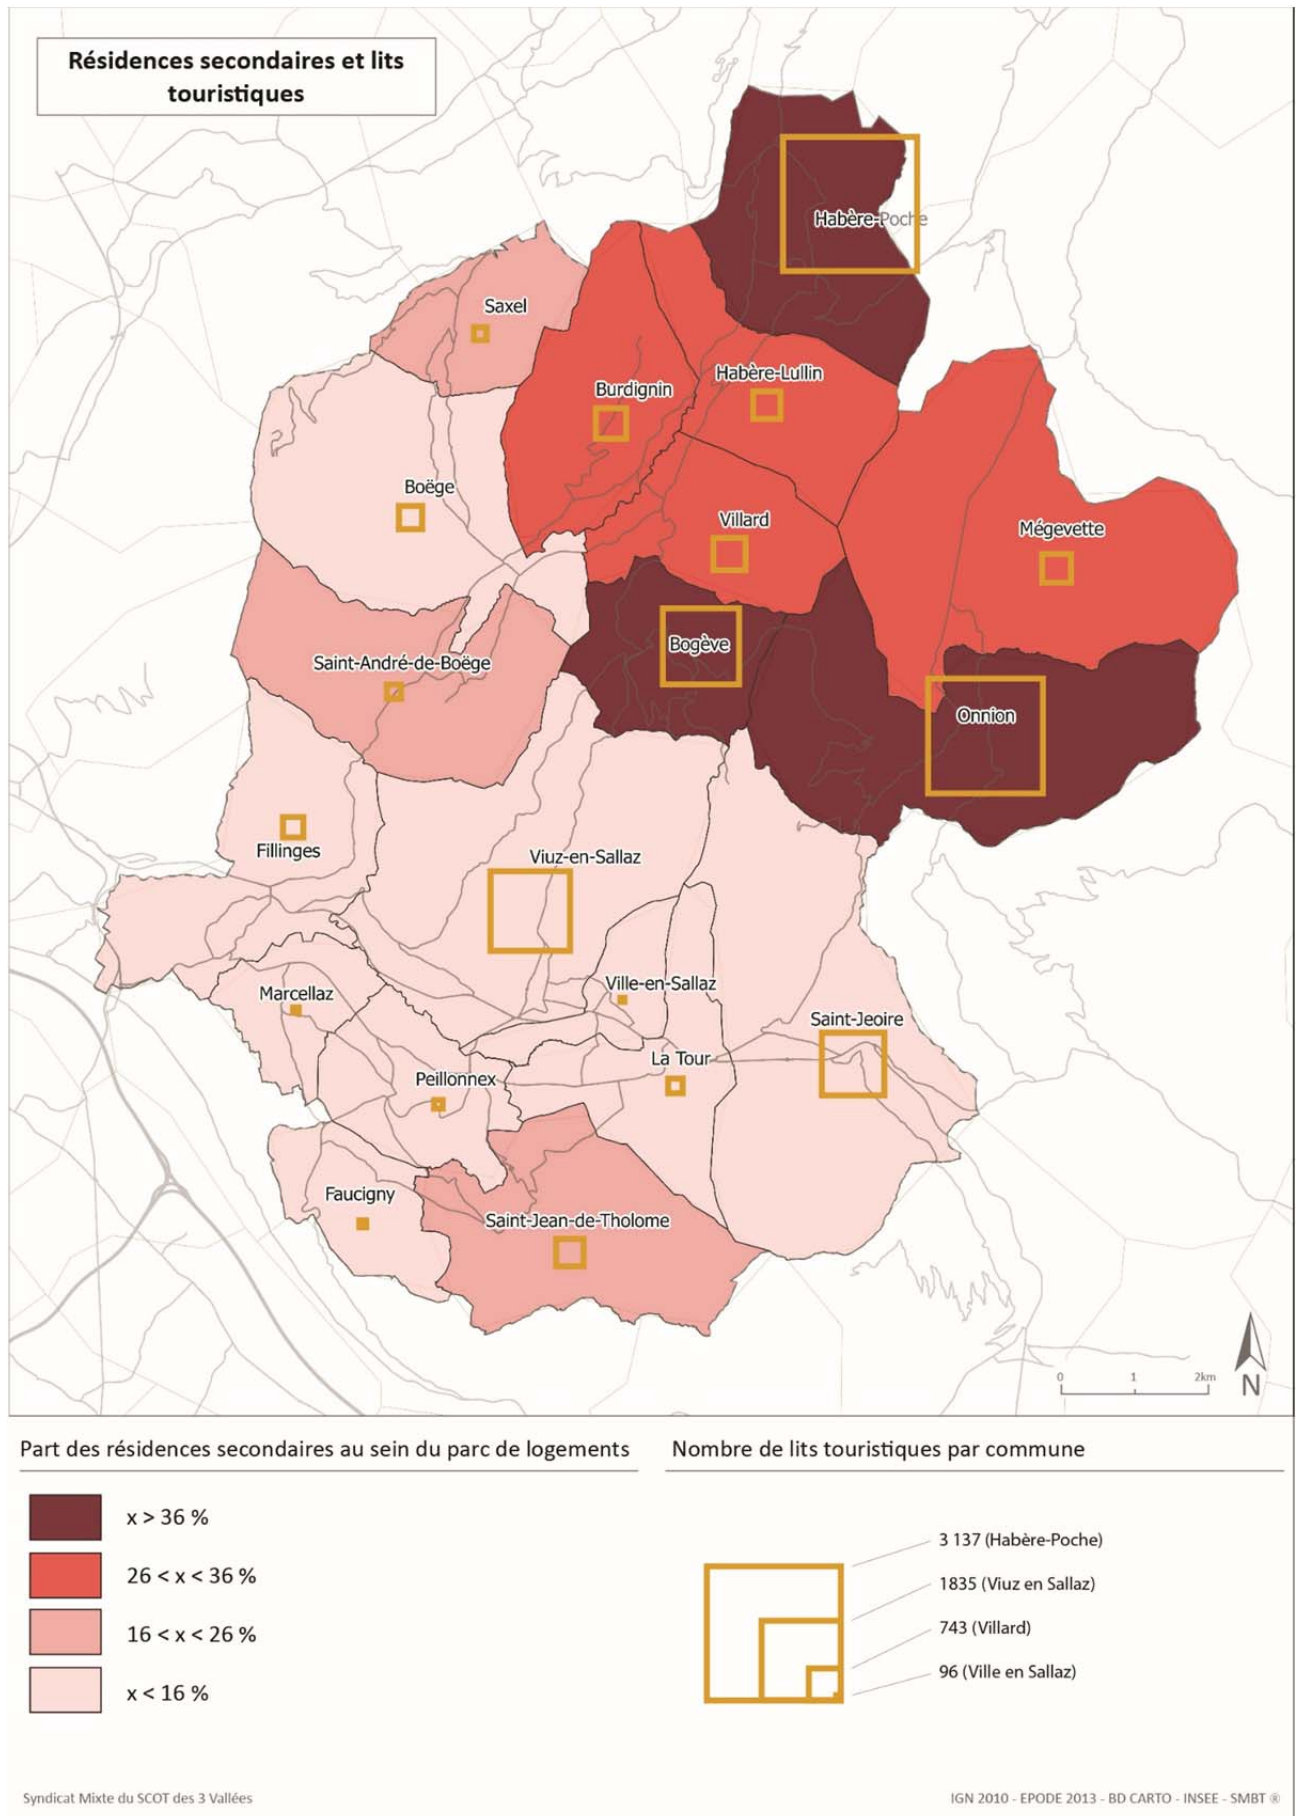 Résidences secondaires et lits
touristiques
Habère-Poche
Saxel
Habère-Lullin
Burdignin
Boëge
Villard
Mégevette
Bogève
Saint-André-de-Boëge
Onnion
Fillinges
Viuz-en-Sallaz
Ville-en-Sallaz
Marcellaz
Saint-Jeoire
La Tour
Peillonnex
Faucigny
Saint-Jean-de-Tholome
0 1 2km
N
Part des résidences secondaires au sein du parc de logements
x > 36 %
26 < x < 36 %
16 < x < 26 %
x < 16 %
Nombre de lits touristiques par commune
3 137 (Habère-Poche)
1835 (Viuz en Sallaz)
743 (Villard)
96 (Ville en Sallaz)
Syndicat Mixte du SCOT des 3 Vallées
IGN 2010 - EPODE 2013 - BD CARTO - INSEE - SMBT ®